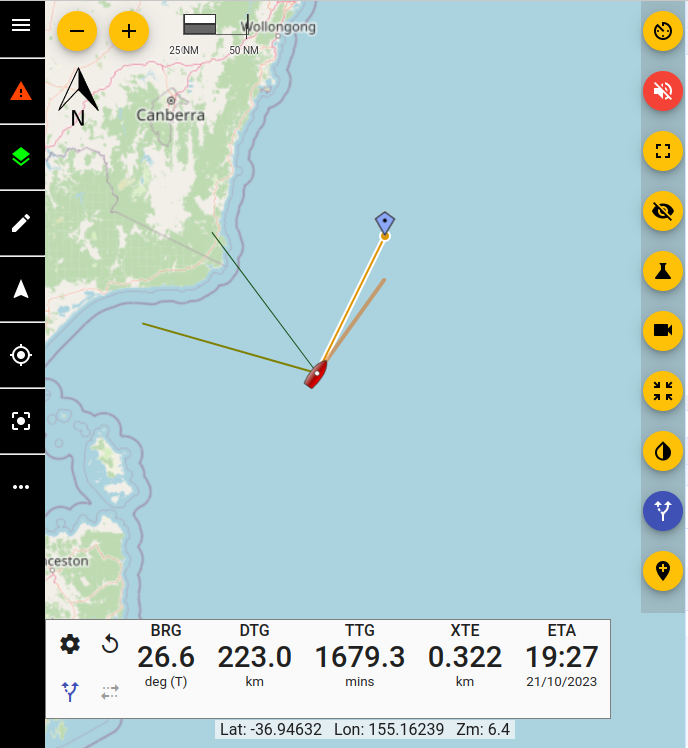 Wollongong
25 NM 50 NM
N
Canberra
ceston
BRG DTG TTG XTE ETA
26.6 223.0 1679.3 0.322 19:27
deg (T) km mins km 21/10/2023
Lat: -36.94632 Lon: 155.16239 Zm: 6.4